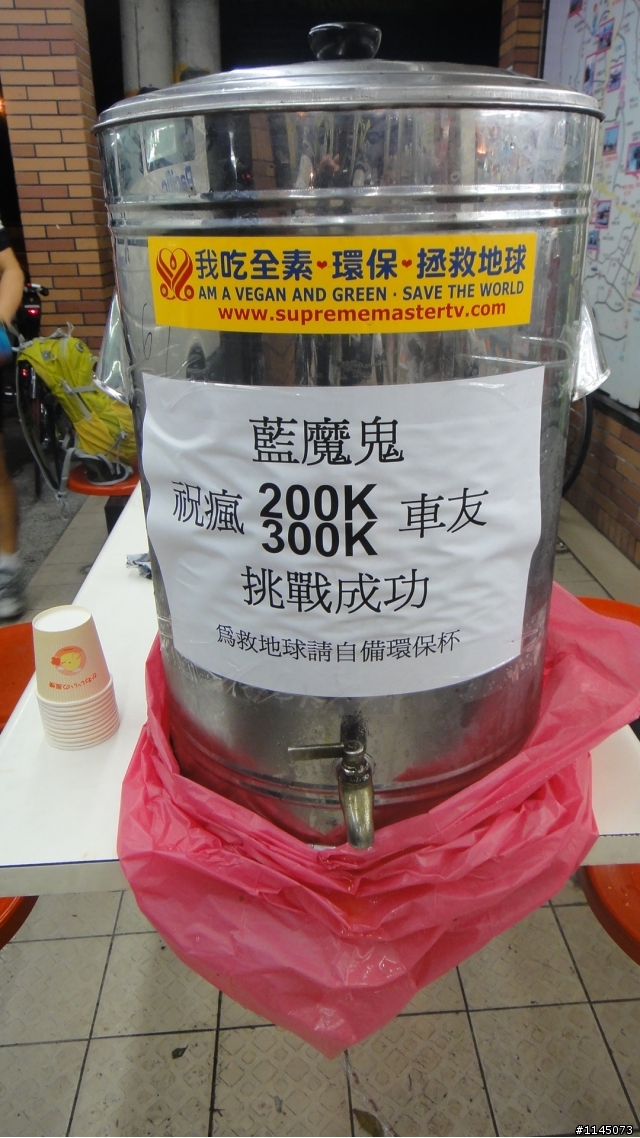 我吃全素❤環保❤拯救地球
AM A VEGAN AND GREEN · SAVE THE WORLD
www.suprememastertv.com
藍魔鬼
祝瘋 200K 車友
300K
挑戰成功
為救地球請自備環保杯
#1145073